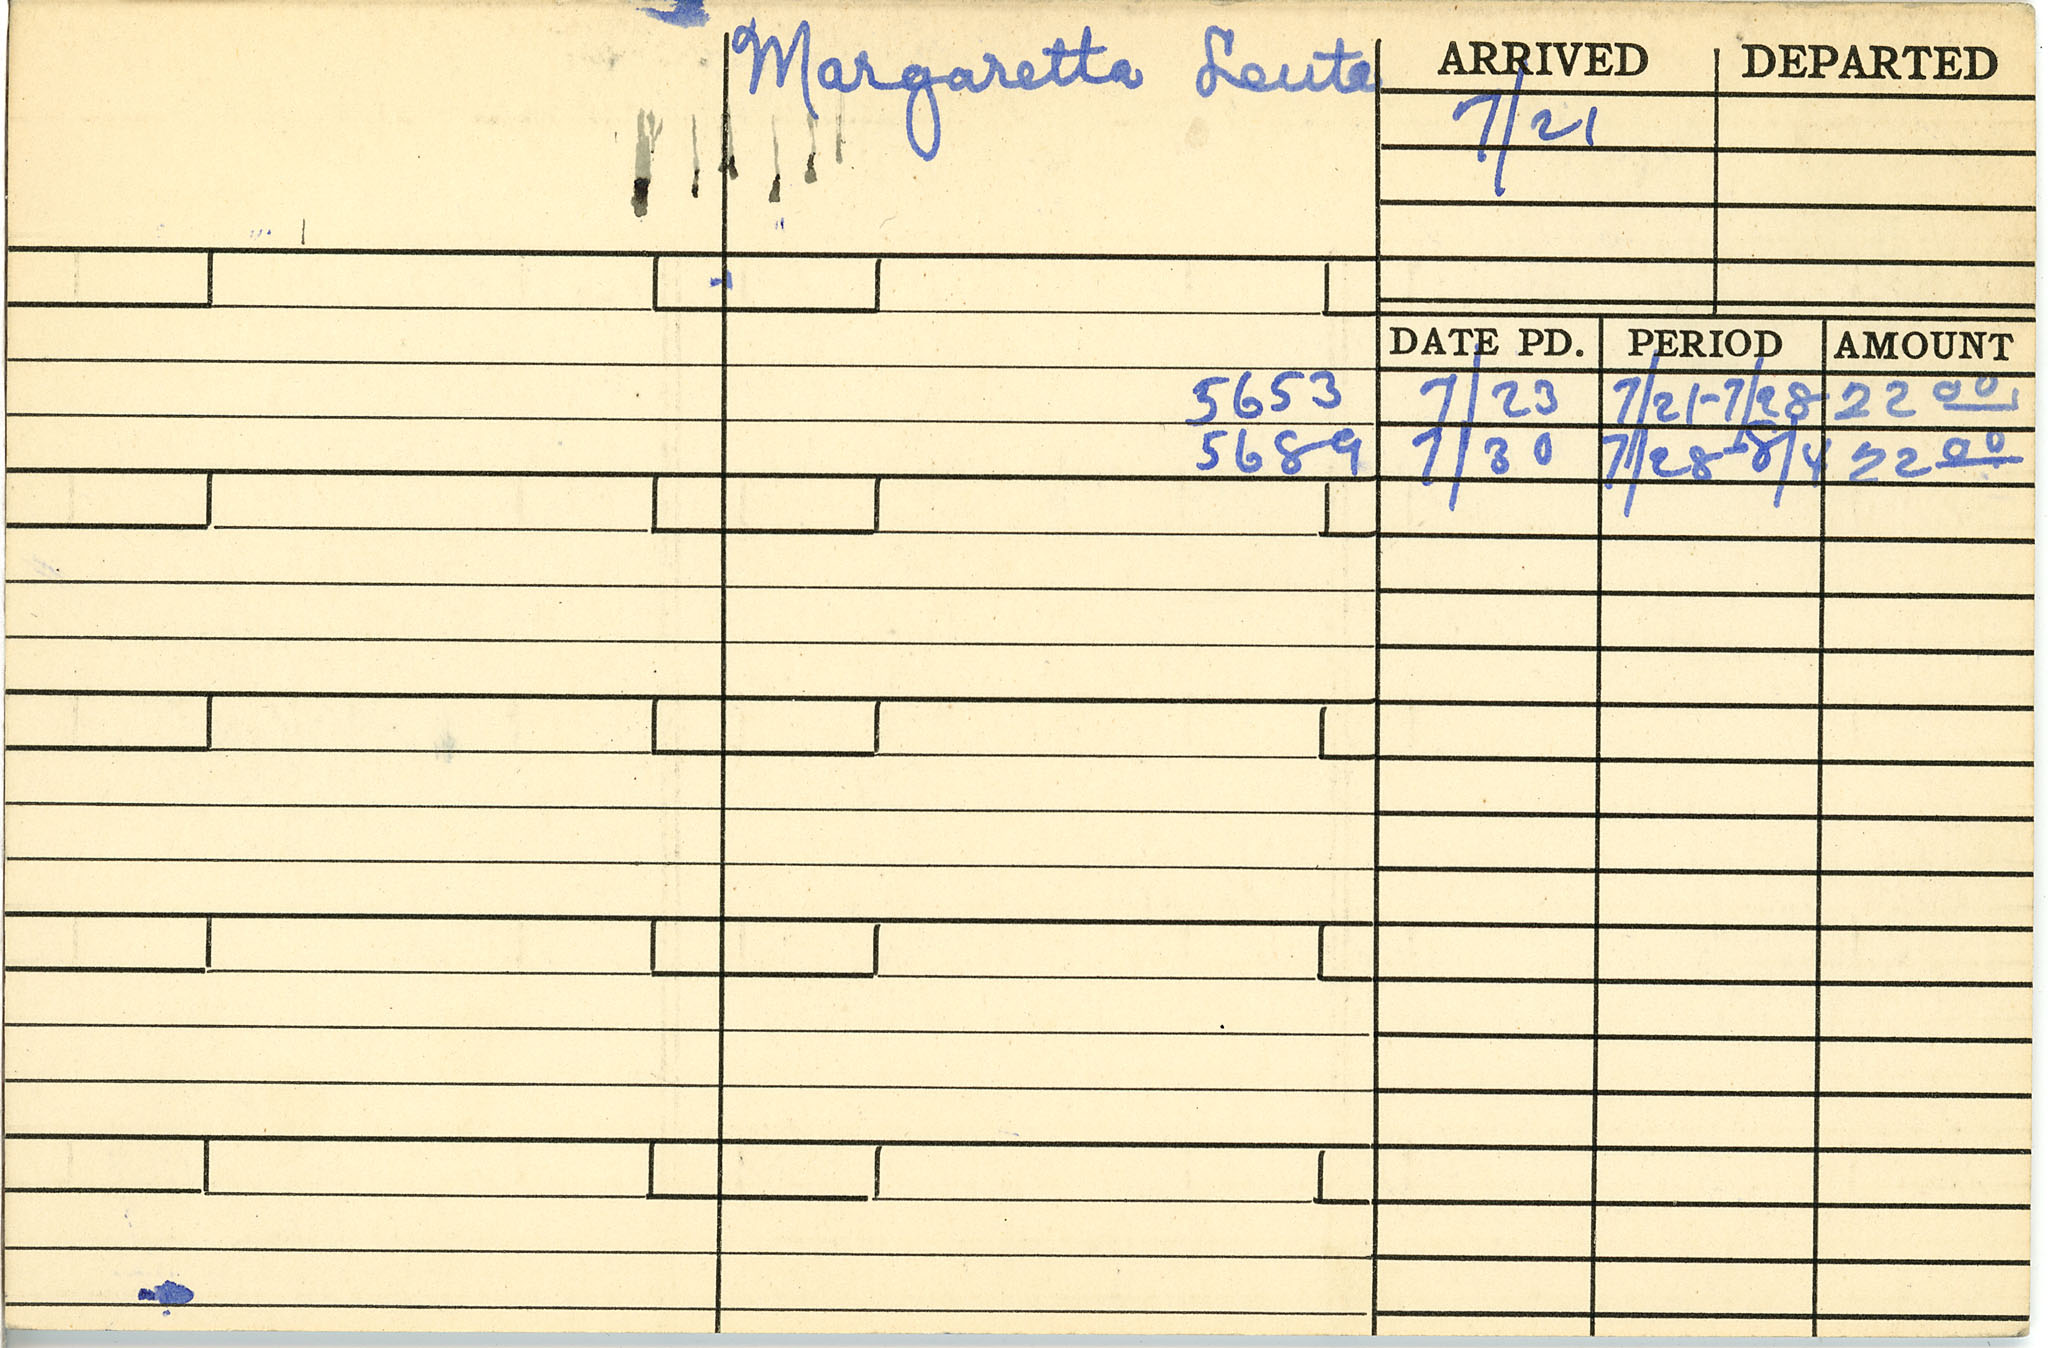 Margaretta Leute
ARRIVED DEPARTED
7/21
DATE PD. PERIOD AMOUNT
5653 7/23 7/21-7/28 22 00
5689 7/30 7/28-8/4 22 00